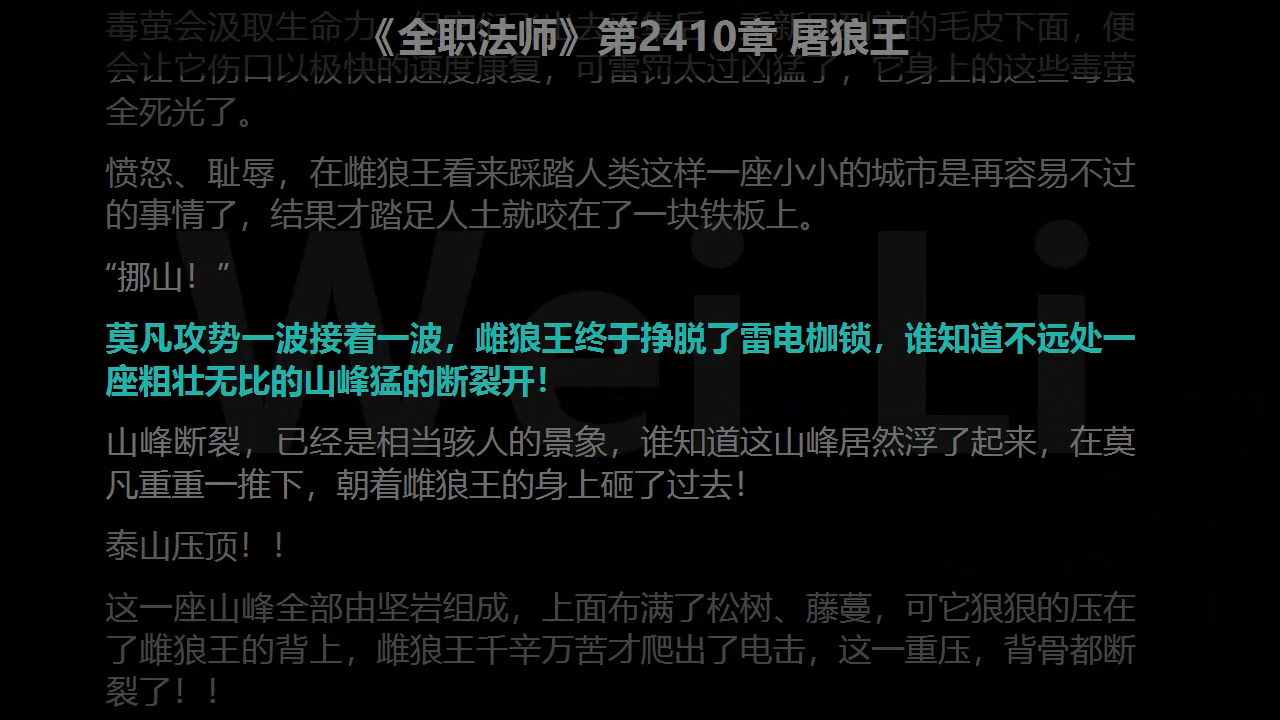 《全职法师》第2410章 屠狼王
毒萤会汲取生命力
的毛皮下面，便
会让它伤口以极快的速度康复，可雷罚太过凶猛了，它身上的这些毒萤
全死光了。
愤怒、耻辱，在雌狼王看来踩踏人类这样一座小小的城市是再容易不过
的事情了，结果才踏足人土就咬在了一块铁板上。
“挪山！”
莫凡攻势一波接着一波，雌狼王终于挣脱了雷电枷锁，谁知道不远处一
座粗壮无比的山峰猛的断裂开！
山峰断裂，已经是相当骇人的景象，谁知道这山峰居然浮了起来，在莫
凡重重一推下，朝着雌狼王的身上砸了过去！
泰山压顶！！
这一座山峰全部由坚岩组成，上面布满了松树、藤蔓，可它狠狠的压在
了雌狼王的背上，雌狼王千辛万苦才爬出了电击，这一重压，背骨都断
裂了！！
Wei Li